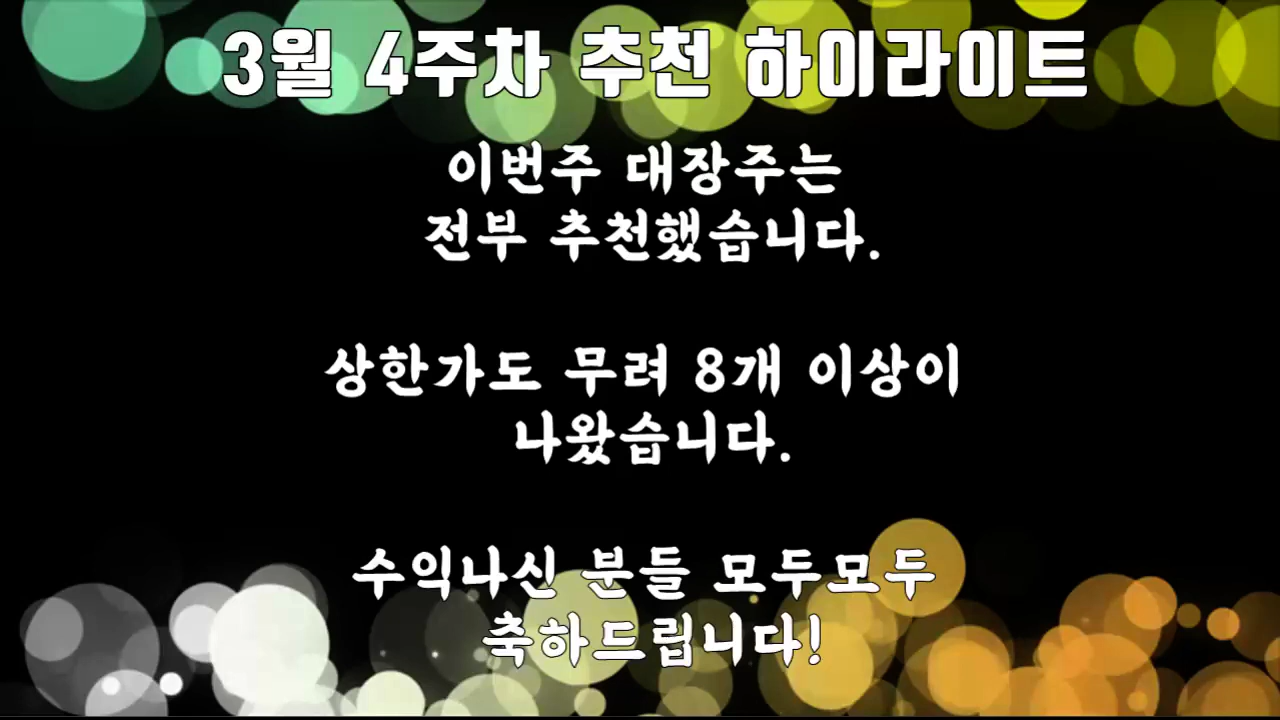 3월 4주차 추천 하이라이트
이번주 대장주는
전부 추천했습니다.
상한가도 무려 8개 이상이
나왔습니다.
수익나신 분들 모두모두
축하드립니다!